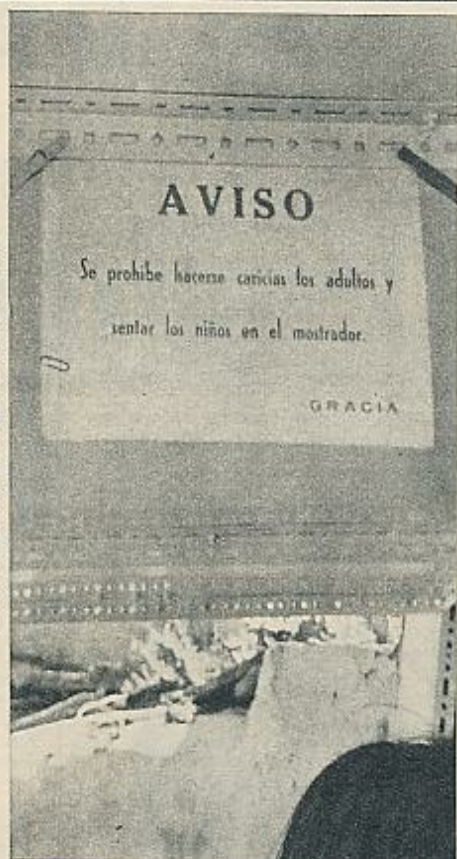 AVISO
Se prohibe hacerse caricias los adultos y
sentar los niños en el mostrador.
GRACIA